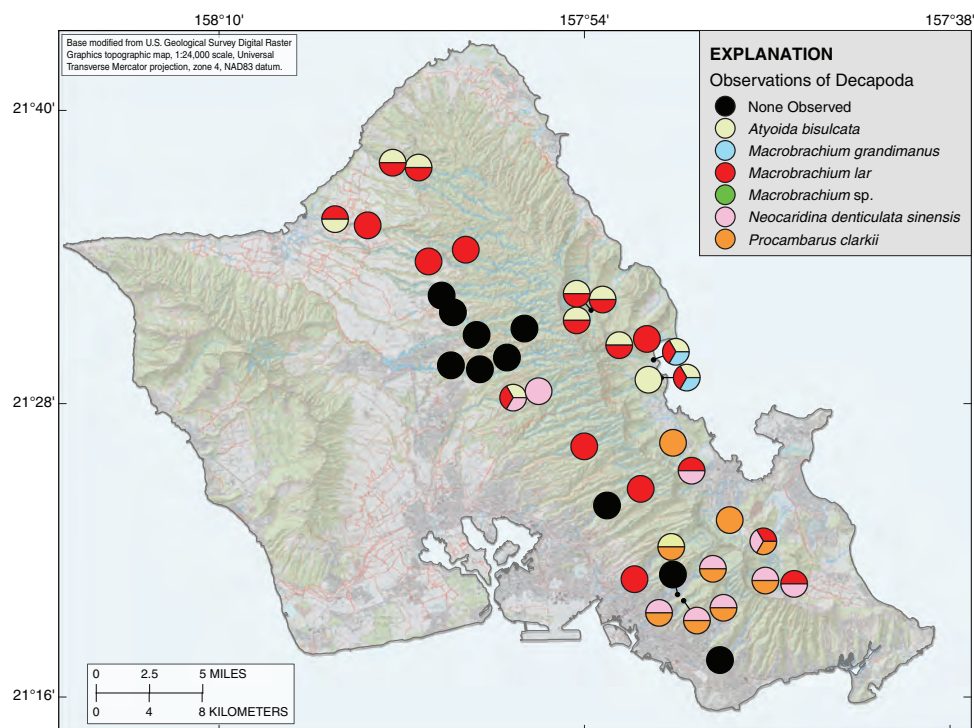 158°10'
157°54'
157°38'
Base modified from U.S. Geological Survey Digital Raster
Graphics topographic map, 1:24,000 scale, Universal
Transverse Mercator projection, zone 4, NAD83 datum.
EXPLANATION
Observations of Decapoda
None Observed
Atyoida bisulcata
Macrobrachium grandimanus
Macrobrachium lar
Macrobrachium sp.
Neocaridina denticulata sinensis
Procambarus clarkii
21°40'
21°28'
21°16'
0 2.5 5 MILES
0 4 8 KILOMETERS